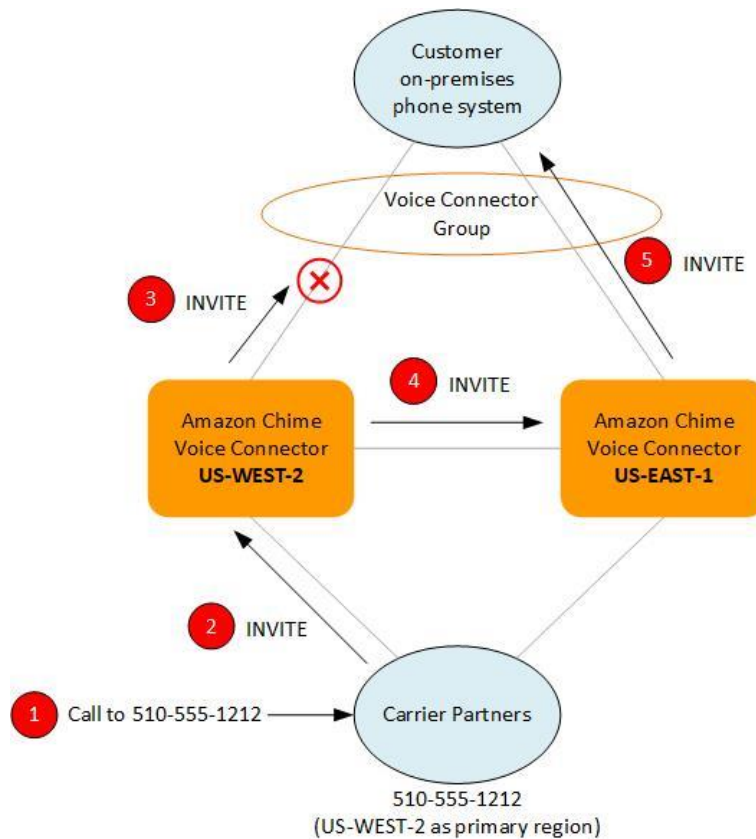 Customer
on-premises
phone system
Voice Connector
Group
5 INVITE
3 INVITE
4 INVITE
Amazon Chime
Voice Connector
US-WEST-2
Amazon Chime
Voice Connector
US-EAST-1
2 INVITE
1 Call to 510-555-1212
Carrier Partners
510-555-1212
(US-WEST-2 as primary region)